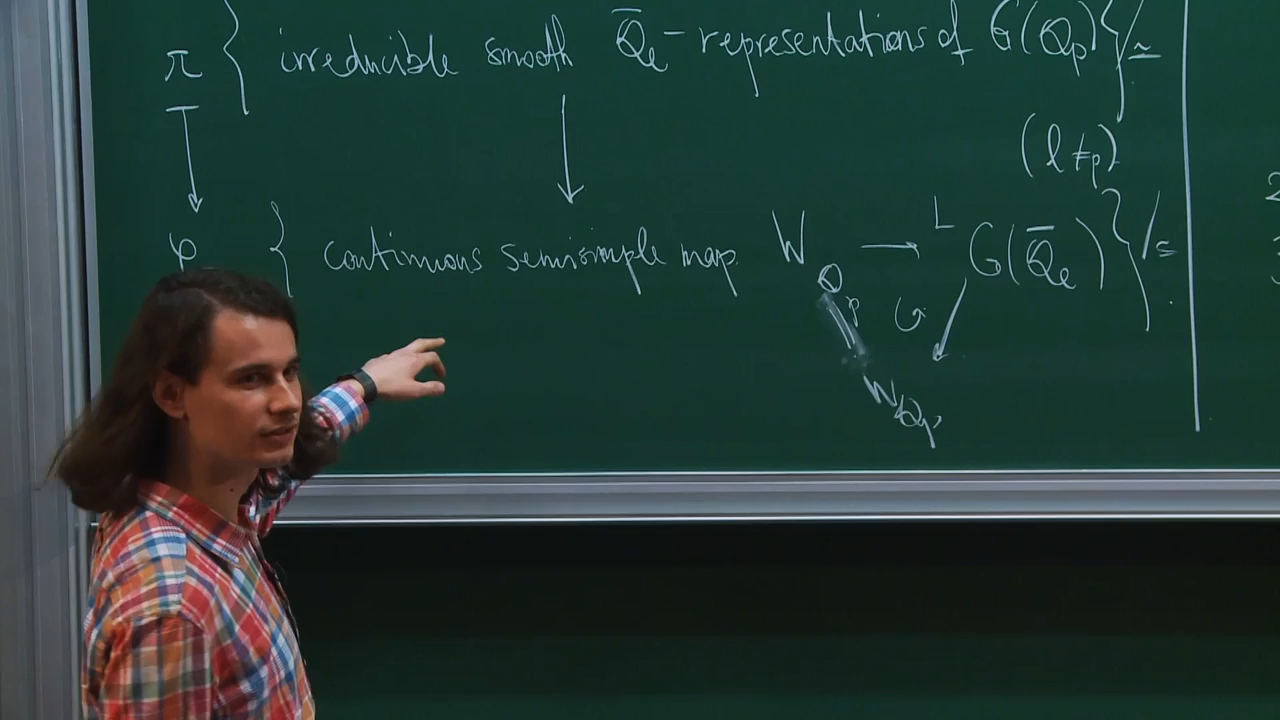 π { irreducible smooth Q̄ℓ-representations of G(Qp) } / ≃
(ℓ ≠ p)
φ { continuous semisimple map W_Qp → ᴸG(Q̄ℓ) } / ≃
↺
W_Qp